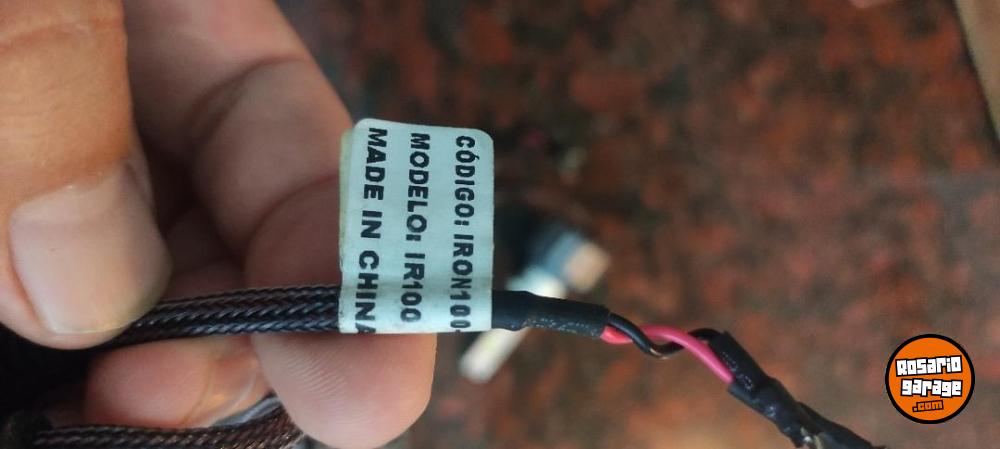 CÓDIGO: IRON100
MODELO: IR100
MADE IN CHINA
Rosario
garage
.com